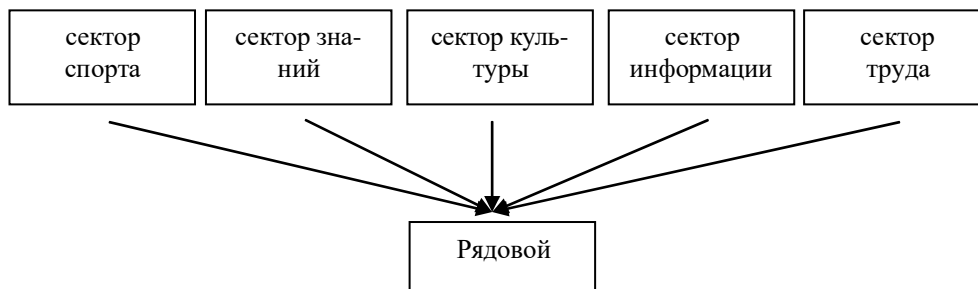 сектор
спорта
сектор зна-
ний
сектор куль-
туры
сектор
информации
сектор
труда
Рядовой